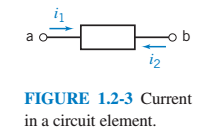 i1
a
b
i2
FIGURE 1.2-3 Current
in a circuit element.